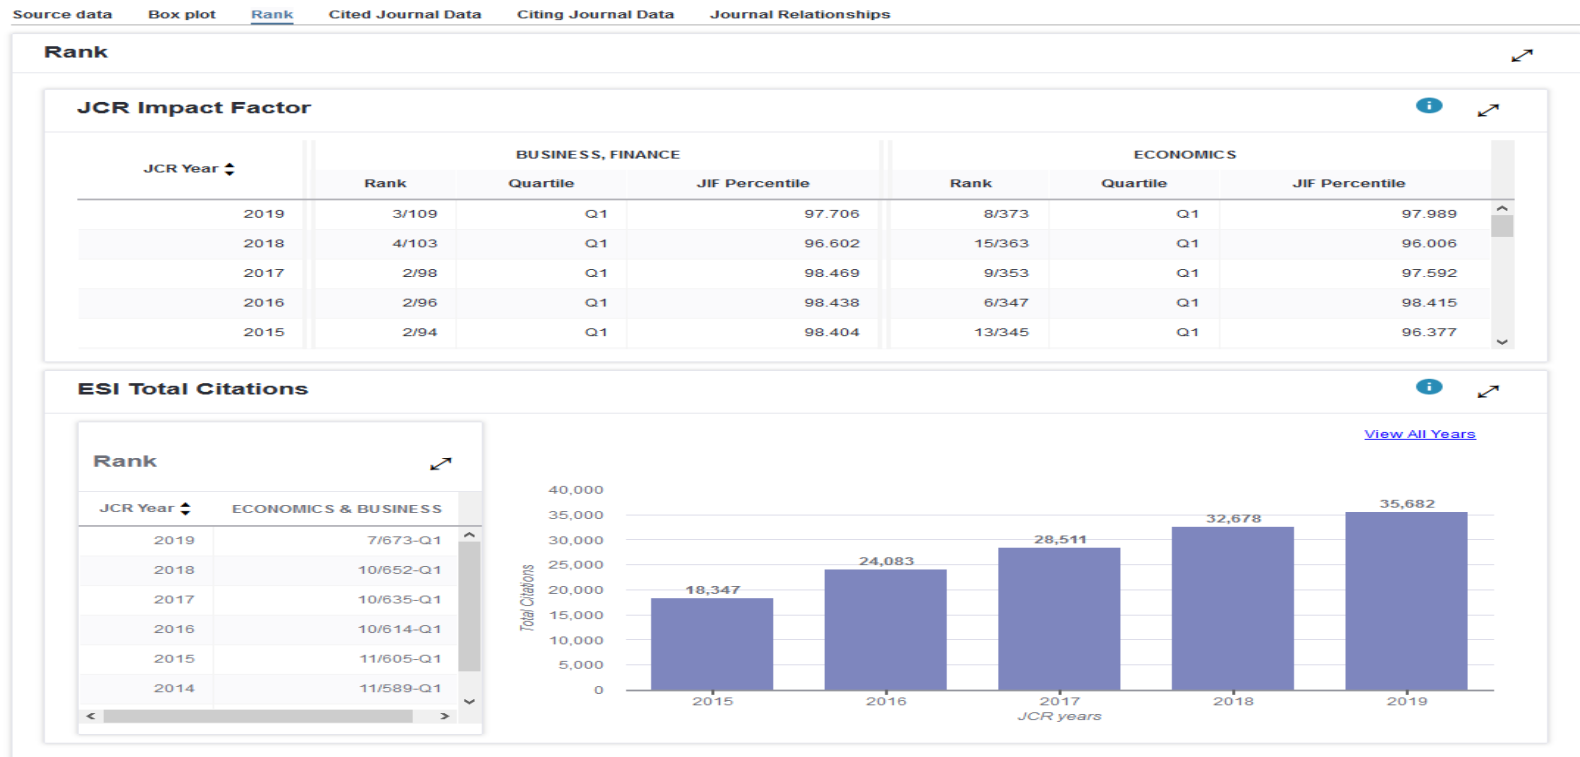 Source data Box plot Rank Cited Journal Data Citing Journal Data Journal Relationships
Rank
JCR Impact Factor
JCR Year BUSINESS, FINANCE ECONOMICS
Rank Quartile JIF Percentile Rank Quartile JIF Percentile
2019 3/109 Q1 97.706 8/373 Q1 97.989
2018 4/103 Q1 96.602 15/363 Q1 96.006
2017 2/98 Q1 98.469 9/353 Q1 97.592
2016 2/96 Q1 98.438 6/347 Q1 98.415
2015 2/94 Q1 98.404 13/345 Q1 96.377
ESI Total Citations
Rank
JCR Year ECONOMICS & BUSINESS
2019 7/673-Q1
2018 10/652-Q1
2017 10/635-Q1
2016 10/614-Q1
2015 11/605-Q1
2014 11/589-Q1
View All Years
Total Citations
40,000
35,000
30,000
25,000
20,000
15,000
10,000
5,000
0
18,347 24,083 28,511 32,678 35,682
2015 2016 2017 2018 2019
JCR years